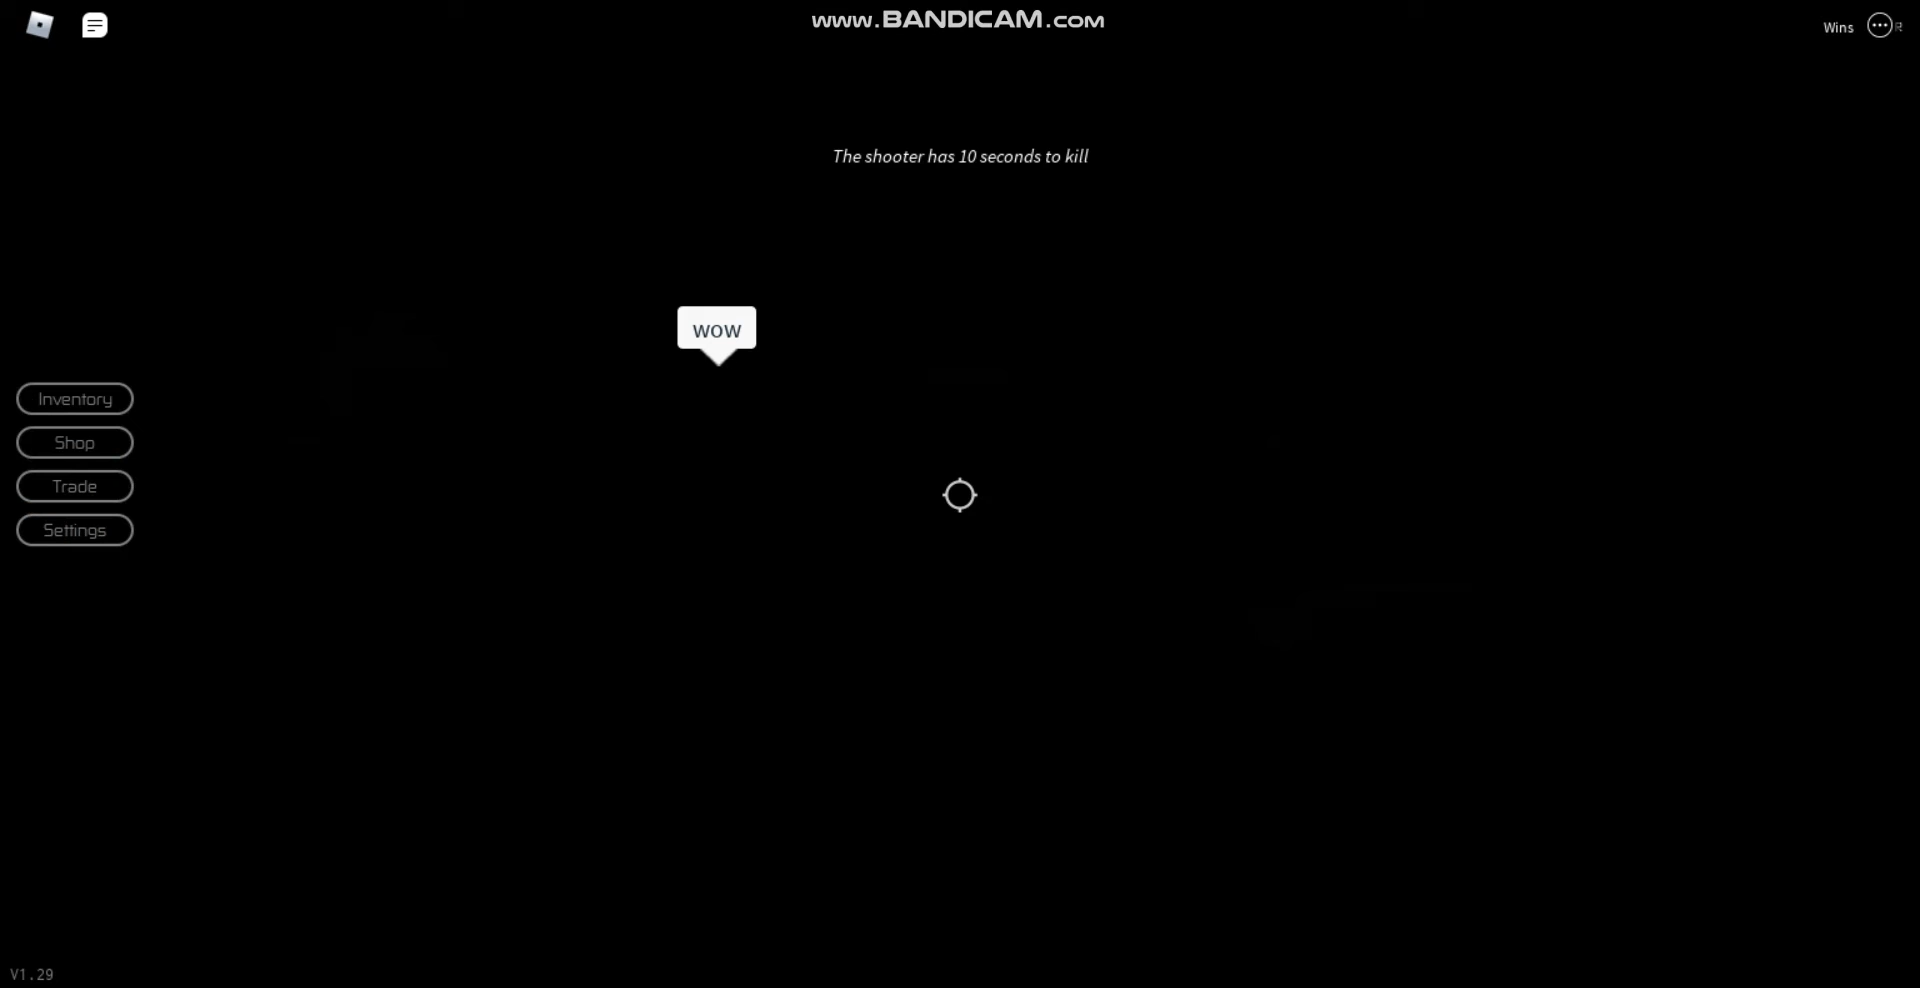 www.BANDICAM.com
Wins
The shooter has 10 seconds to kill
wow
Inventory
Shop
Trade
Settings
V1.29